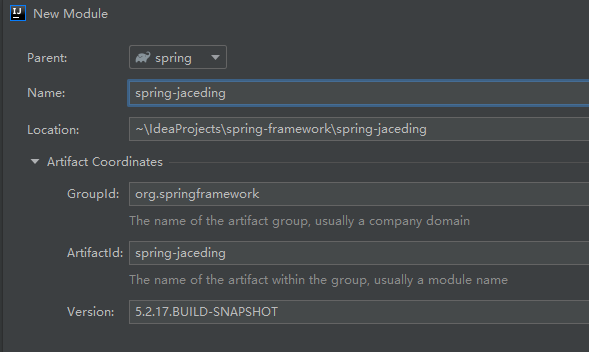 New Module
Parent: spring
Name: spring-jaceding
Location: ~\IdeaProjects\spring-framework\spring-jaceding
Artifact Coordinates
GroupId: org.springframework
The name of the artifact group, usually a company domain
ArtifactId: spring-jaceding
The name of the artifact within the group, usually a module name
Version: 5.2.17.BUILD-SNAPSHOT